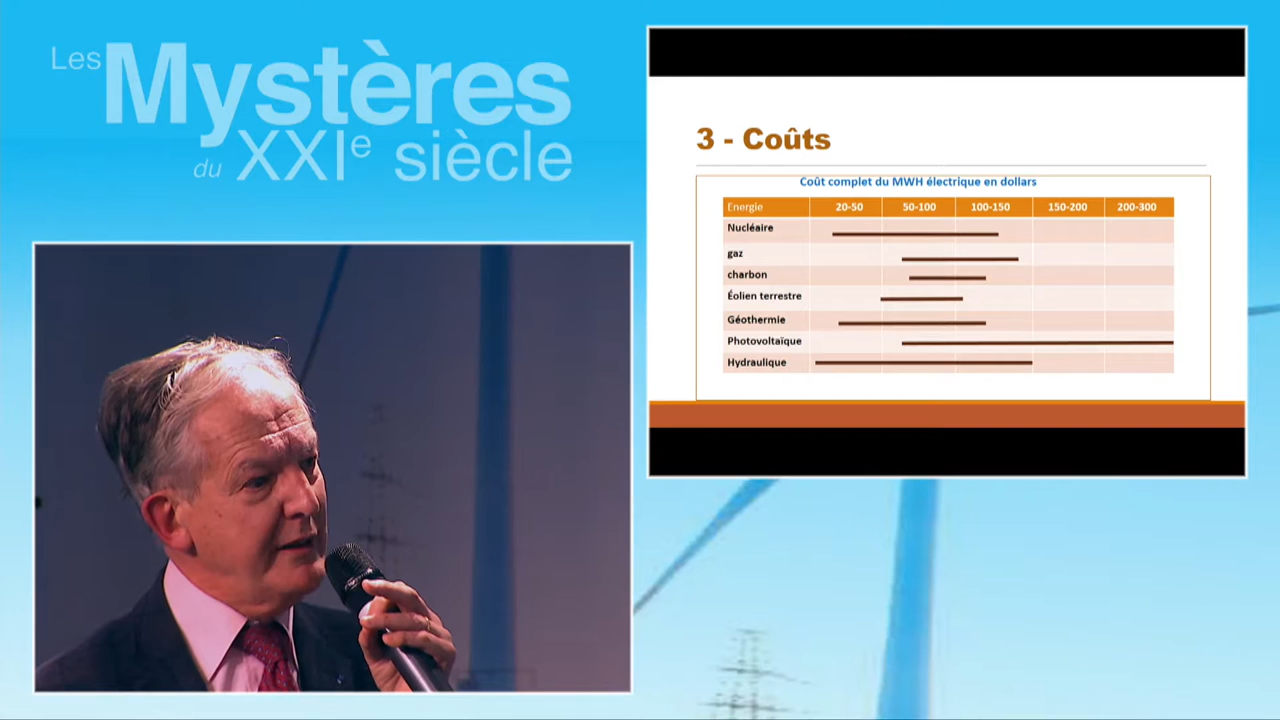 Les Mystères
du XXIe siècle
3 - Coûts
Coût complet du MWH électrique en dollars
Energie 20-50 50-100 100-150 150-200 200-300
Nucléaire
gaz
charbon
Éolien terrestre
Géothermie
Photovoltaïque
Hydraulique